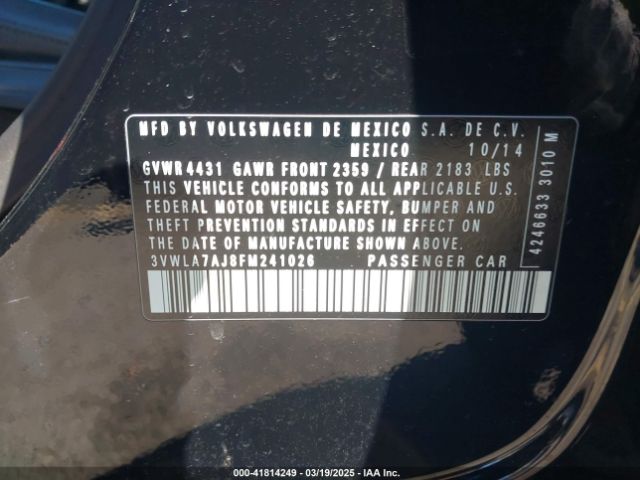 MFD BY VOLKSWAGEN DE MEXICO S.A. DE C.V.
MEXICO 10/14
GVWR 4431 GAWR FRONT 2359 / REAR 2183 LBS
THIS VEHICLE CONFORMS TO ALL APPLICABLE U.S.
FEDERAL MOTOR VEHICLE SAFETY, BUMPER AND
THEFT PREVENTION STANDARDS IN EFFECT ON
THE DATE OF MANUFACTURE SHOWN ABOVE.
3VWLA7AJ8FM241026 PASSENGER CAR
4246633 3010 M
000-41814249 | 03/19/2025 | IAA Inc.